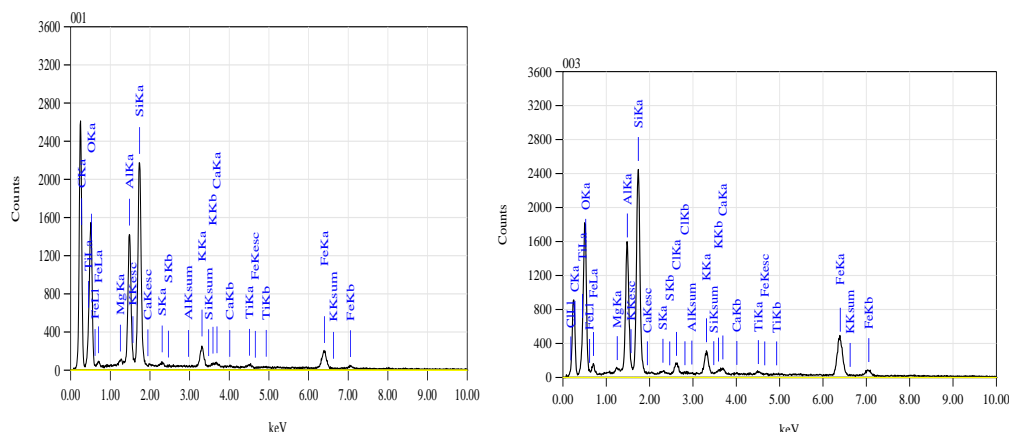 001
3600
3200
2800
2400
2000
1600
1200
800
400
0
Counts
CKa
OKa
TiLa
FeLl
FeLa
MgKa
AlKa
KKesc
SiKa
CaKesc
SKa
SKb
AlKsum
KKa
SiKsum
KKb
CaKa
CaKb
TiKa
FeKesc
TiKb
FeKa
KKsum
FeKb
0.00 1.00 2.00 3.00 4.00 5.00 6.00 7.00 8.00 9.00 10.00
keV
003
3600
3200
2800
2400
2000
1600
1200
800
400
0
Counts
ClLl
CKa
TiLa
OKa
FeLl
FeLa
MgKa
AlKa
KKesc
SiKa
CaKesc
SKa
SKb
ClKa
ClKb
AlKsum
KKa
SiKsum
KKb
CaKa
CaKb
TiKa
FeKesc
TiKb
FeKa
KKsum
FeKb
0.00 1.00 2.00 3.00 4.00 5.00 6.00 7.00 8.00 9.00 10.00
keV